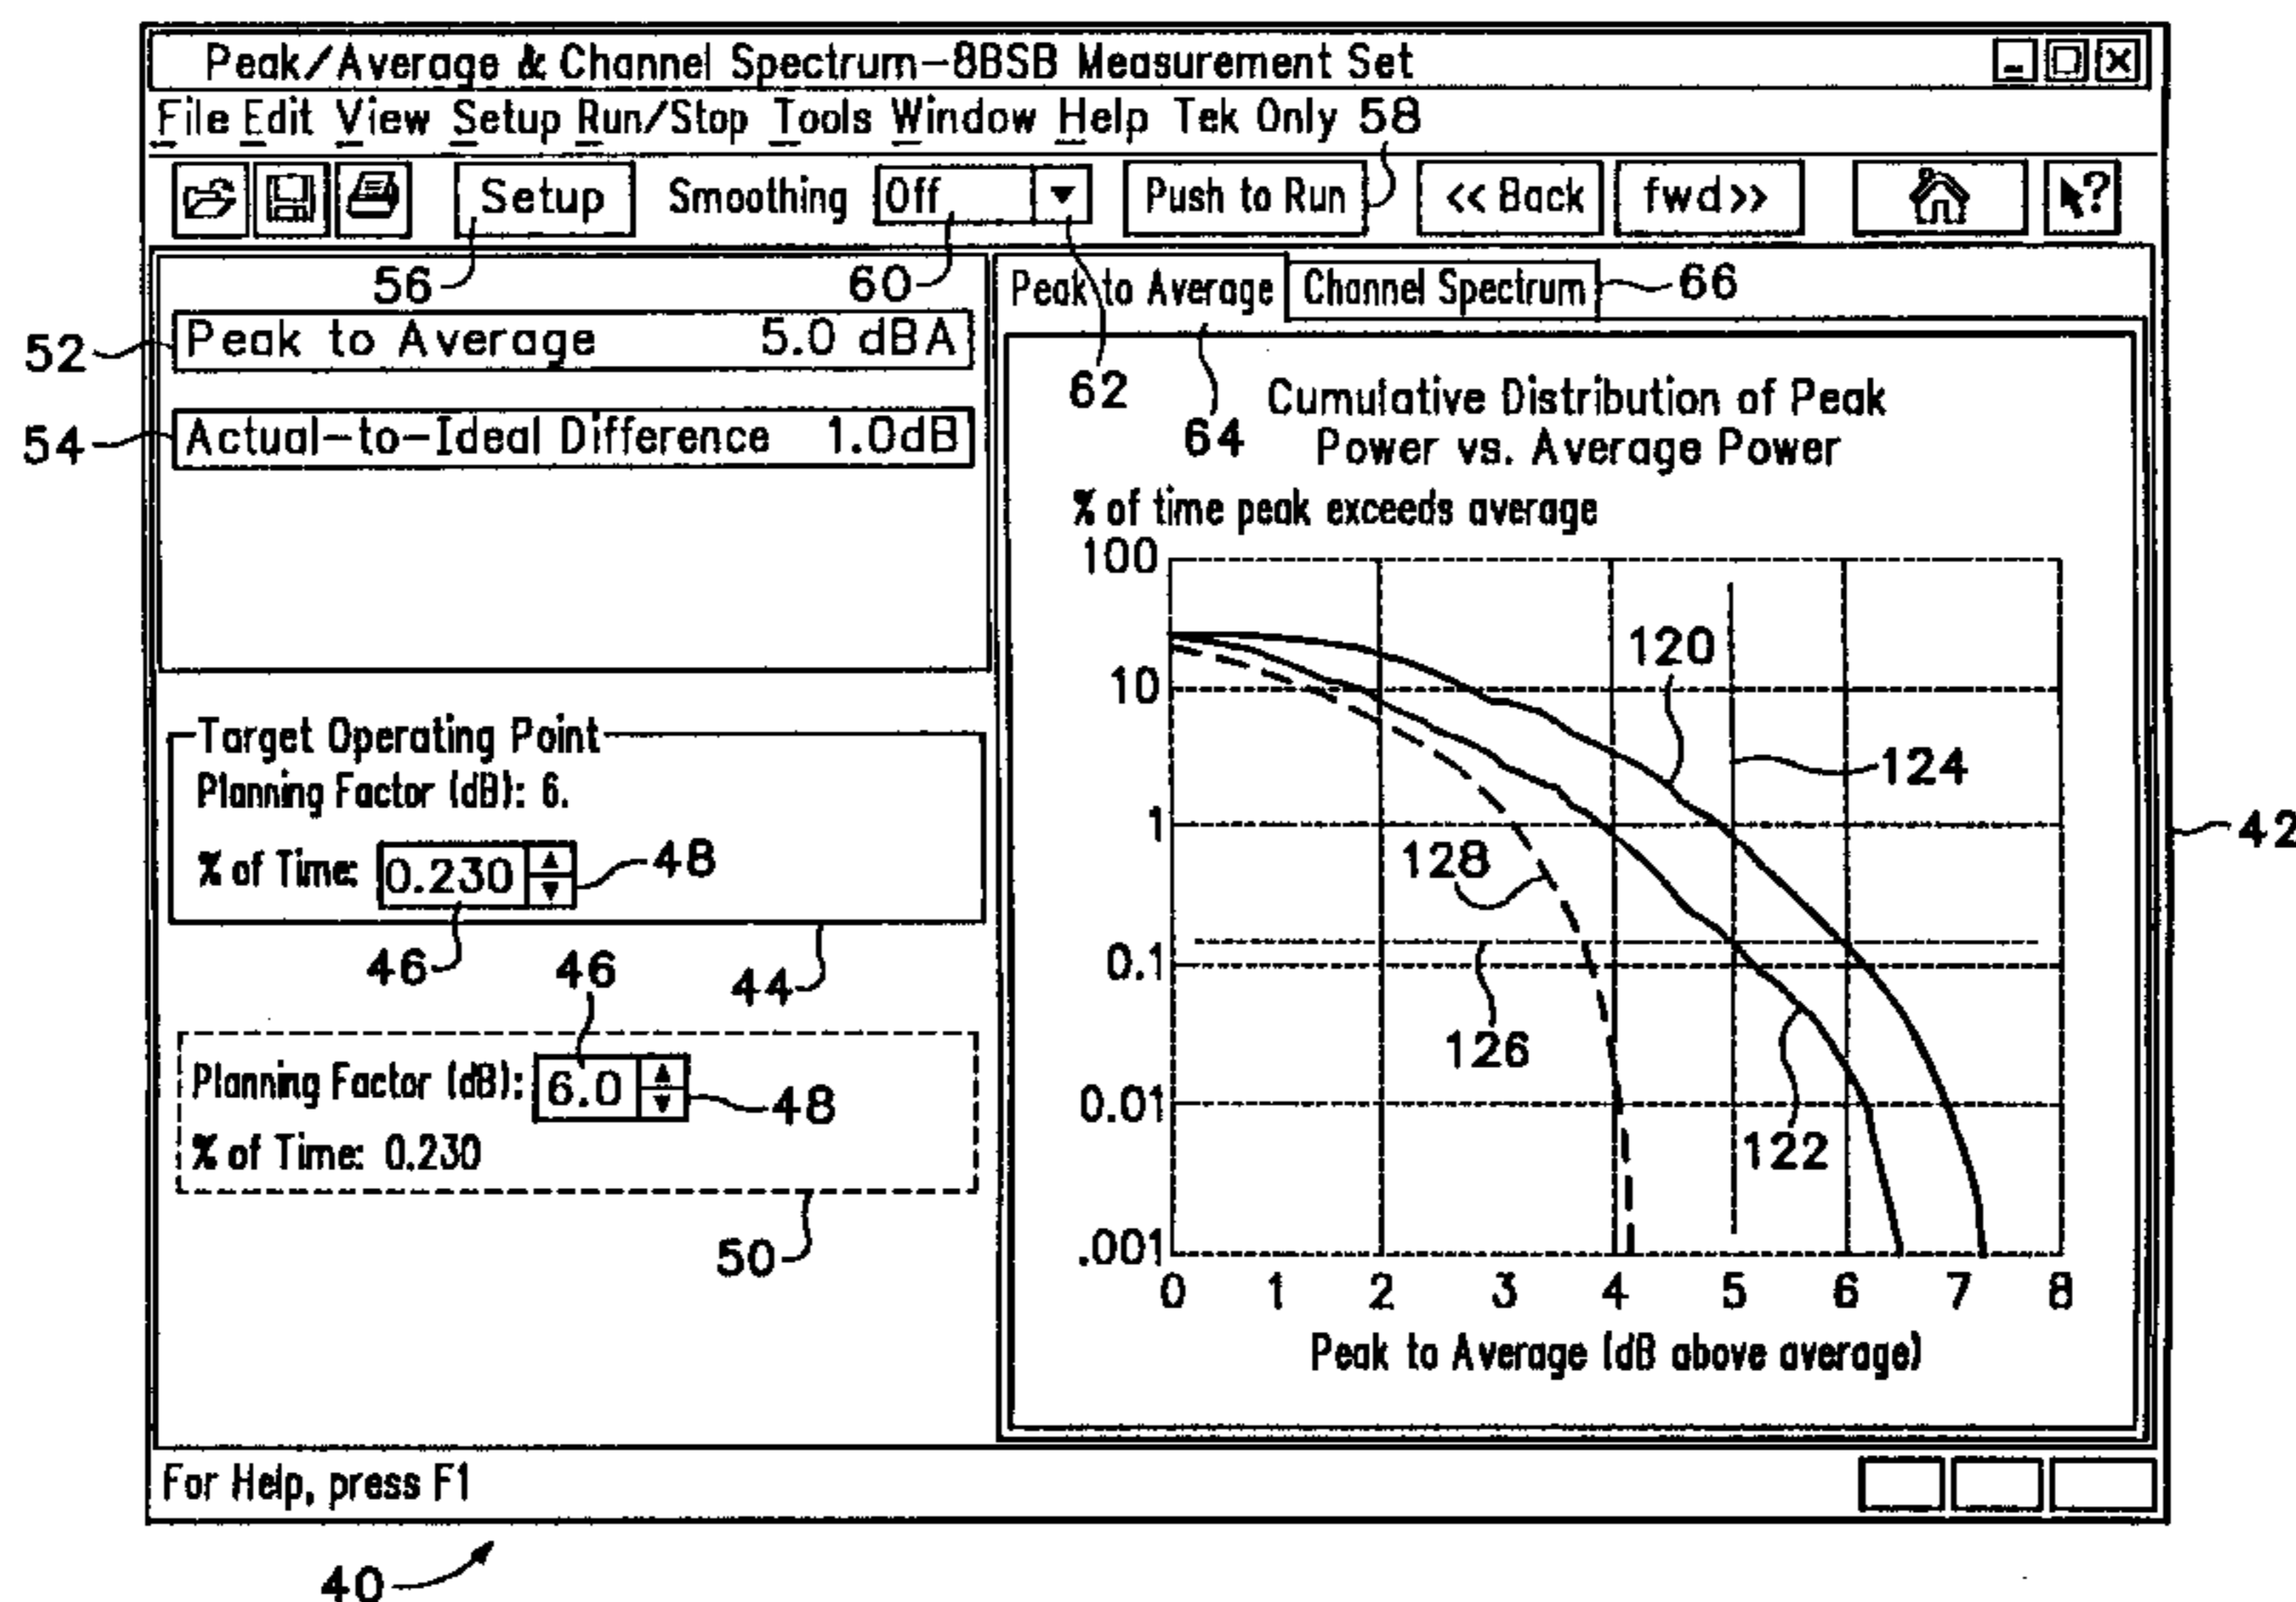 Peak/Average & Channel Spectrum-8BSB Measurement Set
File Edit View Setup Run/Stop Tools Window Help Tek Only 58
Setup Smoothing Off Push to Run << Back fwd>> ?
56 60
Peak to Average Channel Spectrum 66
52 Peak to Average 5.0 dBA
62
64
54 Actual-to-Ideal Difference 1.0dB
Cumulative Distribution of Peak
Power vs. Average Power
% of time peak exceeds average
100
10
1
0.1
0.01
.001
0 1 2 3 4 5 6 7 8
Peak to Average (dB above average)
120
124
128
126
122
42
Target Operating Point
Planning Factor (dB): 6.
% of Time: 0.230 48
46 46 44
Planning Factor (dB): 6.0 48
% of Time: 0.230
50
For Help, press F1
40